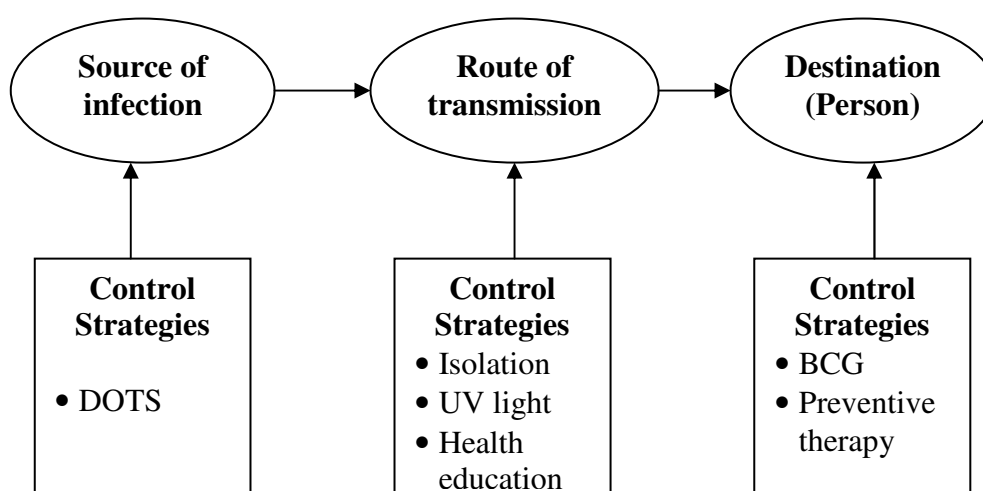 Source of
infection
Route of
transmission
Destination
(Person)
Control
Strategies
• DOTS
Control
Strategies
• Isolation
• UV light
• Health
education
Control
Strategies
• BCG
• Preventive
therapy